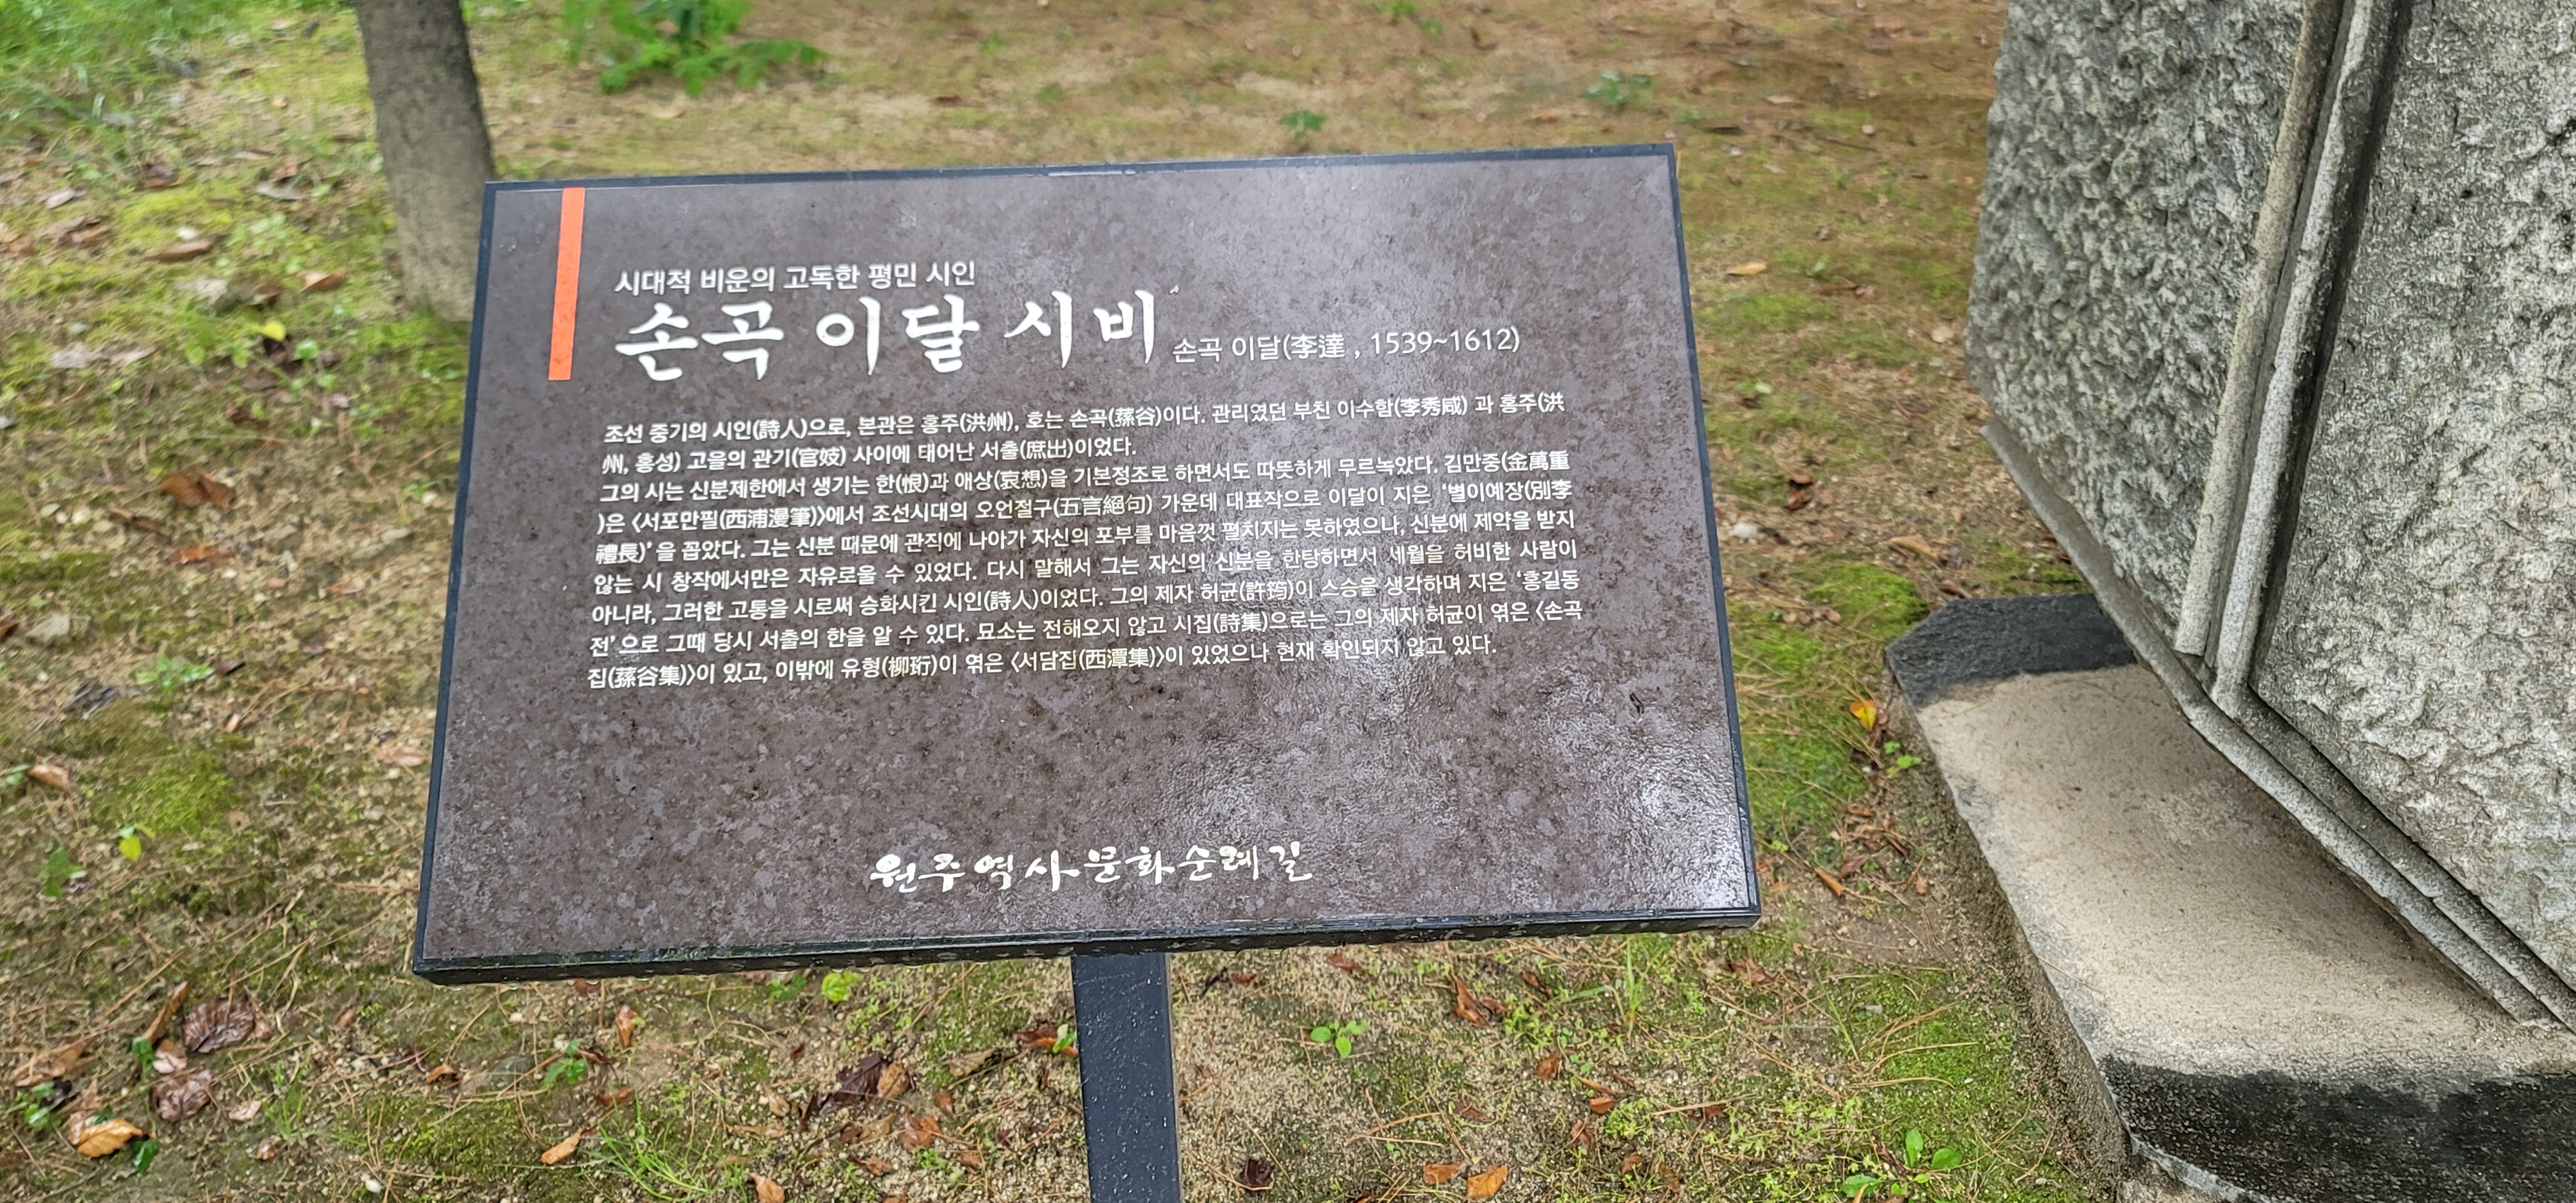 시대적 비운의 고독한 평민 시인
손곡 이달 시비 손곡 이달(李達 , 1539~1612)
조선 중기의 시인(詩人)으로, 본관은 홍주(洪州), 호는 손곡(蓀谷)이다. 관리였던 부친 이수함(李秀咸) 과 홍주(洪
州, 홍성) 고을의 관기(官妓) 사이에 태어난 서출(庶出)이었다.
그의 시는 신분제한에서 생기는 한(恨)과 애상(哀想)을 기본정조로 하면서도 따뜻하게 무르녹았다. 김만중(金萬重
)은 〈서포만필(西浦漫筆)〉에서 조선시대의 오언절구(五言絕句) 가운데 대표작으로 이달이 지은 '별이예장(別李
禮長)'을 꼽았다. 그는 신분 때문에 관직에 나아가 자신의 포부를 마음껏 펼치지는 못하였으나, 신분에 제약을 받지
않는 시 창작에서만은 자유로울 수 있었다. 다시 말해서 그는 자신의 신분을 한탄하면서 세월을 허비한 사람이
아니라, 그러한 고통을 시로써 승화시킨 시인(詩人)이었다. 그의 제자 허균(許筠)이 스승을 생각하며 지은 '홍길동
전'으로 그때 당시 서출의 한을 알 수 있다. 묘소는 전해오지 않고 시집(詩集)으로는 그의 제자 허균이 엮은 〈손곡
집(蓀谷集)〉이 있고, 이밖에 유형(柳珩)이 엮은 〈서담집(西潭集)〉이 있었으나 현재 확인되지 않고 있다.
원주역사문화순례길